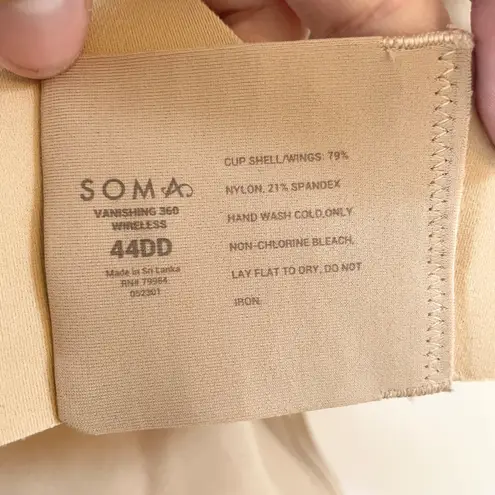 SOMA
VANISHING 360
WIRELESS
44DD
Made in Sri Lanka
RN# 79984
052301
CUP SHELL/WINGS: 79%
NYLON, 21% SPANDEX
HAND WASH COLD,ONLY
NON-CHLORINE BLEACH,
LAY FLAT TO DRY, DO NOT
IRON.